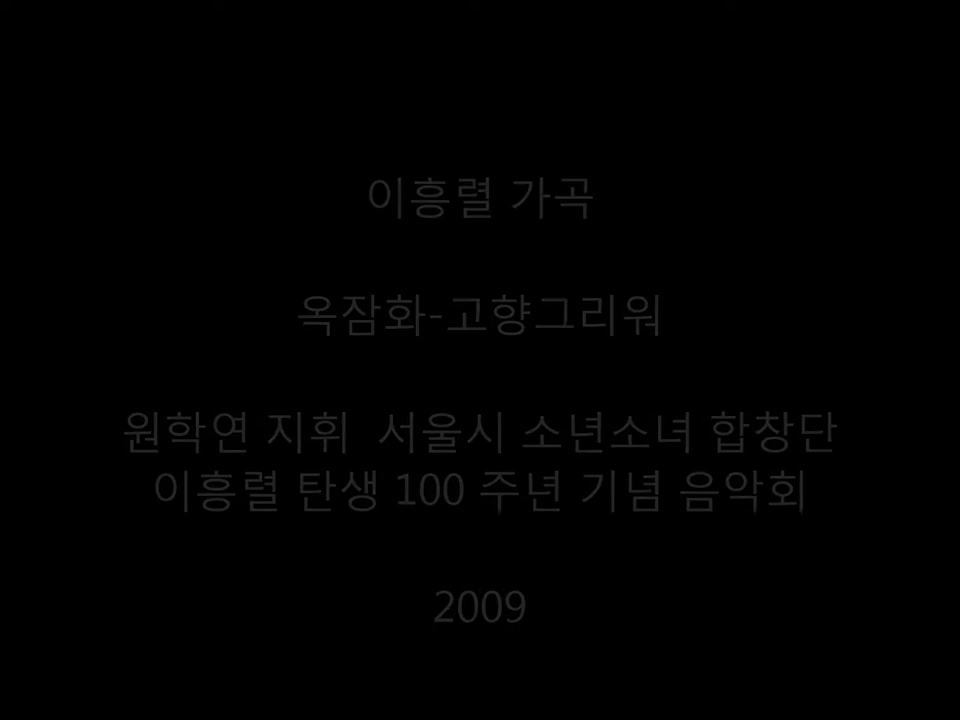 이흥렬 가곡
옥잠화-고향그리워
원학연 지휘  서울시 소년소녀 합창단
이흥렬 탄생 100 주년 기념 음악회
2009